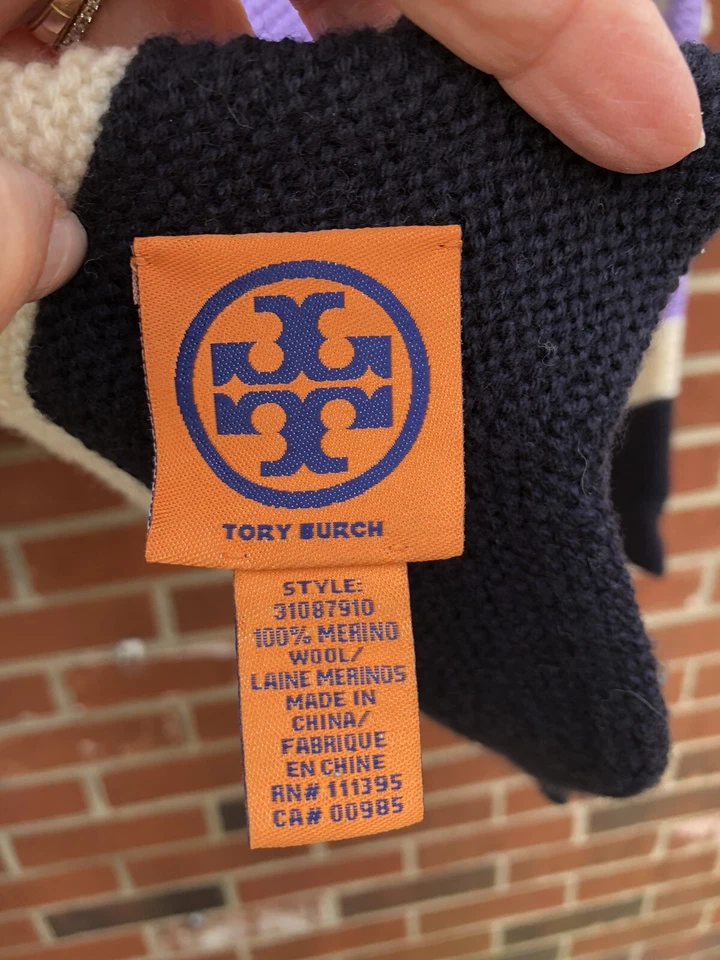 TORY BURCH
STYLE:
31087910
100% MERINO
WOOL/
LAINE MERINOS
MADE IN
CHINA/
FABRIQUE
EN CHINE
RN# 111395
CA# 00985